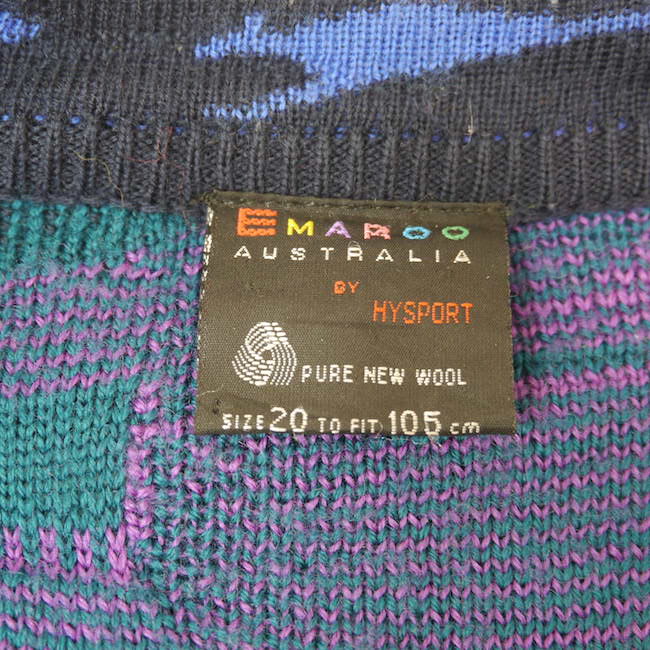 EMAROO
AUSTRALIA
BY
HYSPORT
PURE NEW WOOL
SIZE 20 TO FIT 105 cm